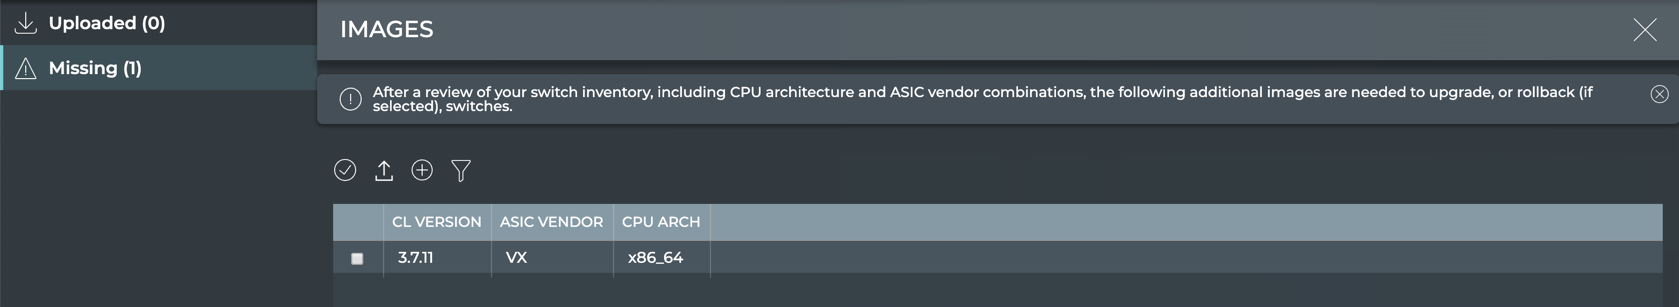 Uploaded (0)
IMAGES
Missing (1)
After a review of your switch inventory, including CPU architecture and ASIC vendor combinations, the following additional images are needed to upgrade, or rollback (if
selected), switches.
CL VERSION ASIC VENDOR CPU ARCH
3.7.11 VX x86_64